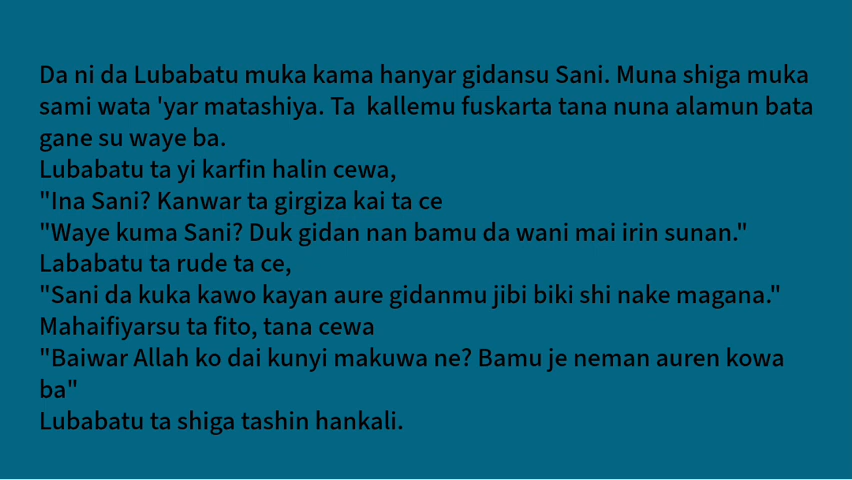 Da ni da Lubabatu muka kama hanyar gidansu Sani. Muna shiga muka
sami wata 'yar matashiya. Ta  kallemu fuskarta tana nuna alamun bata
gane su waye ba.
Lubabatu ta yi karfin halin cewa,
"Ina Sani? Kanwar ta girgiza kai ta ce
"Waye kuma Sani? Duk gidan nan bamu da wani mai irin sunan."
Lababatu ta rude ta ce,
"Sani da kuka kawo kayan aure gidanmu jibi biki shi nake magana."
Mahaifiyarsu ta fito, tana cewa
"Baiwar Allah ko dai kunyi makuwa ne? Bamu je neman auren kowa
ba"
Lubabatu ta shiga tashin hankali.